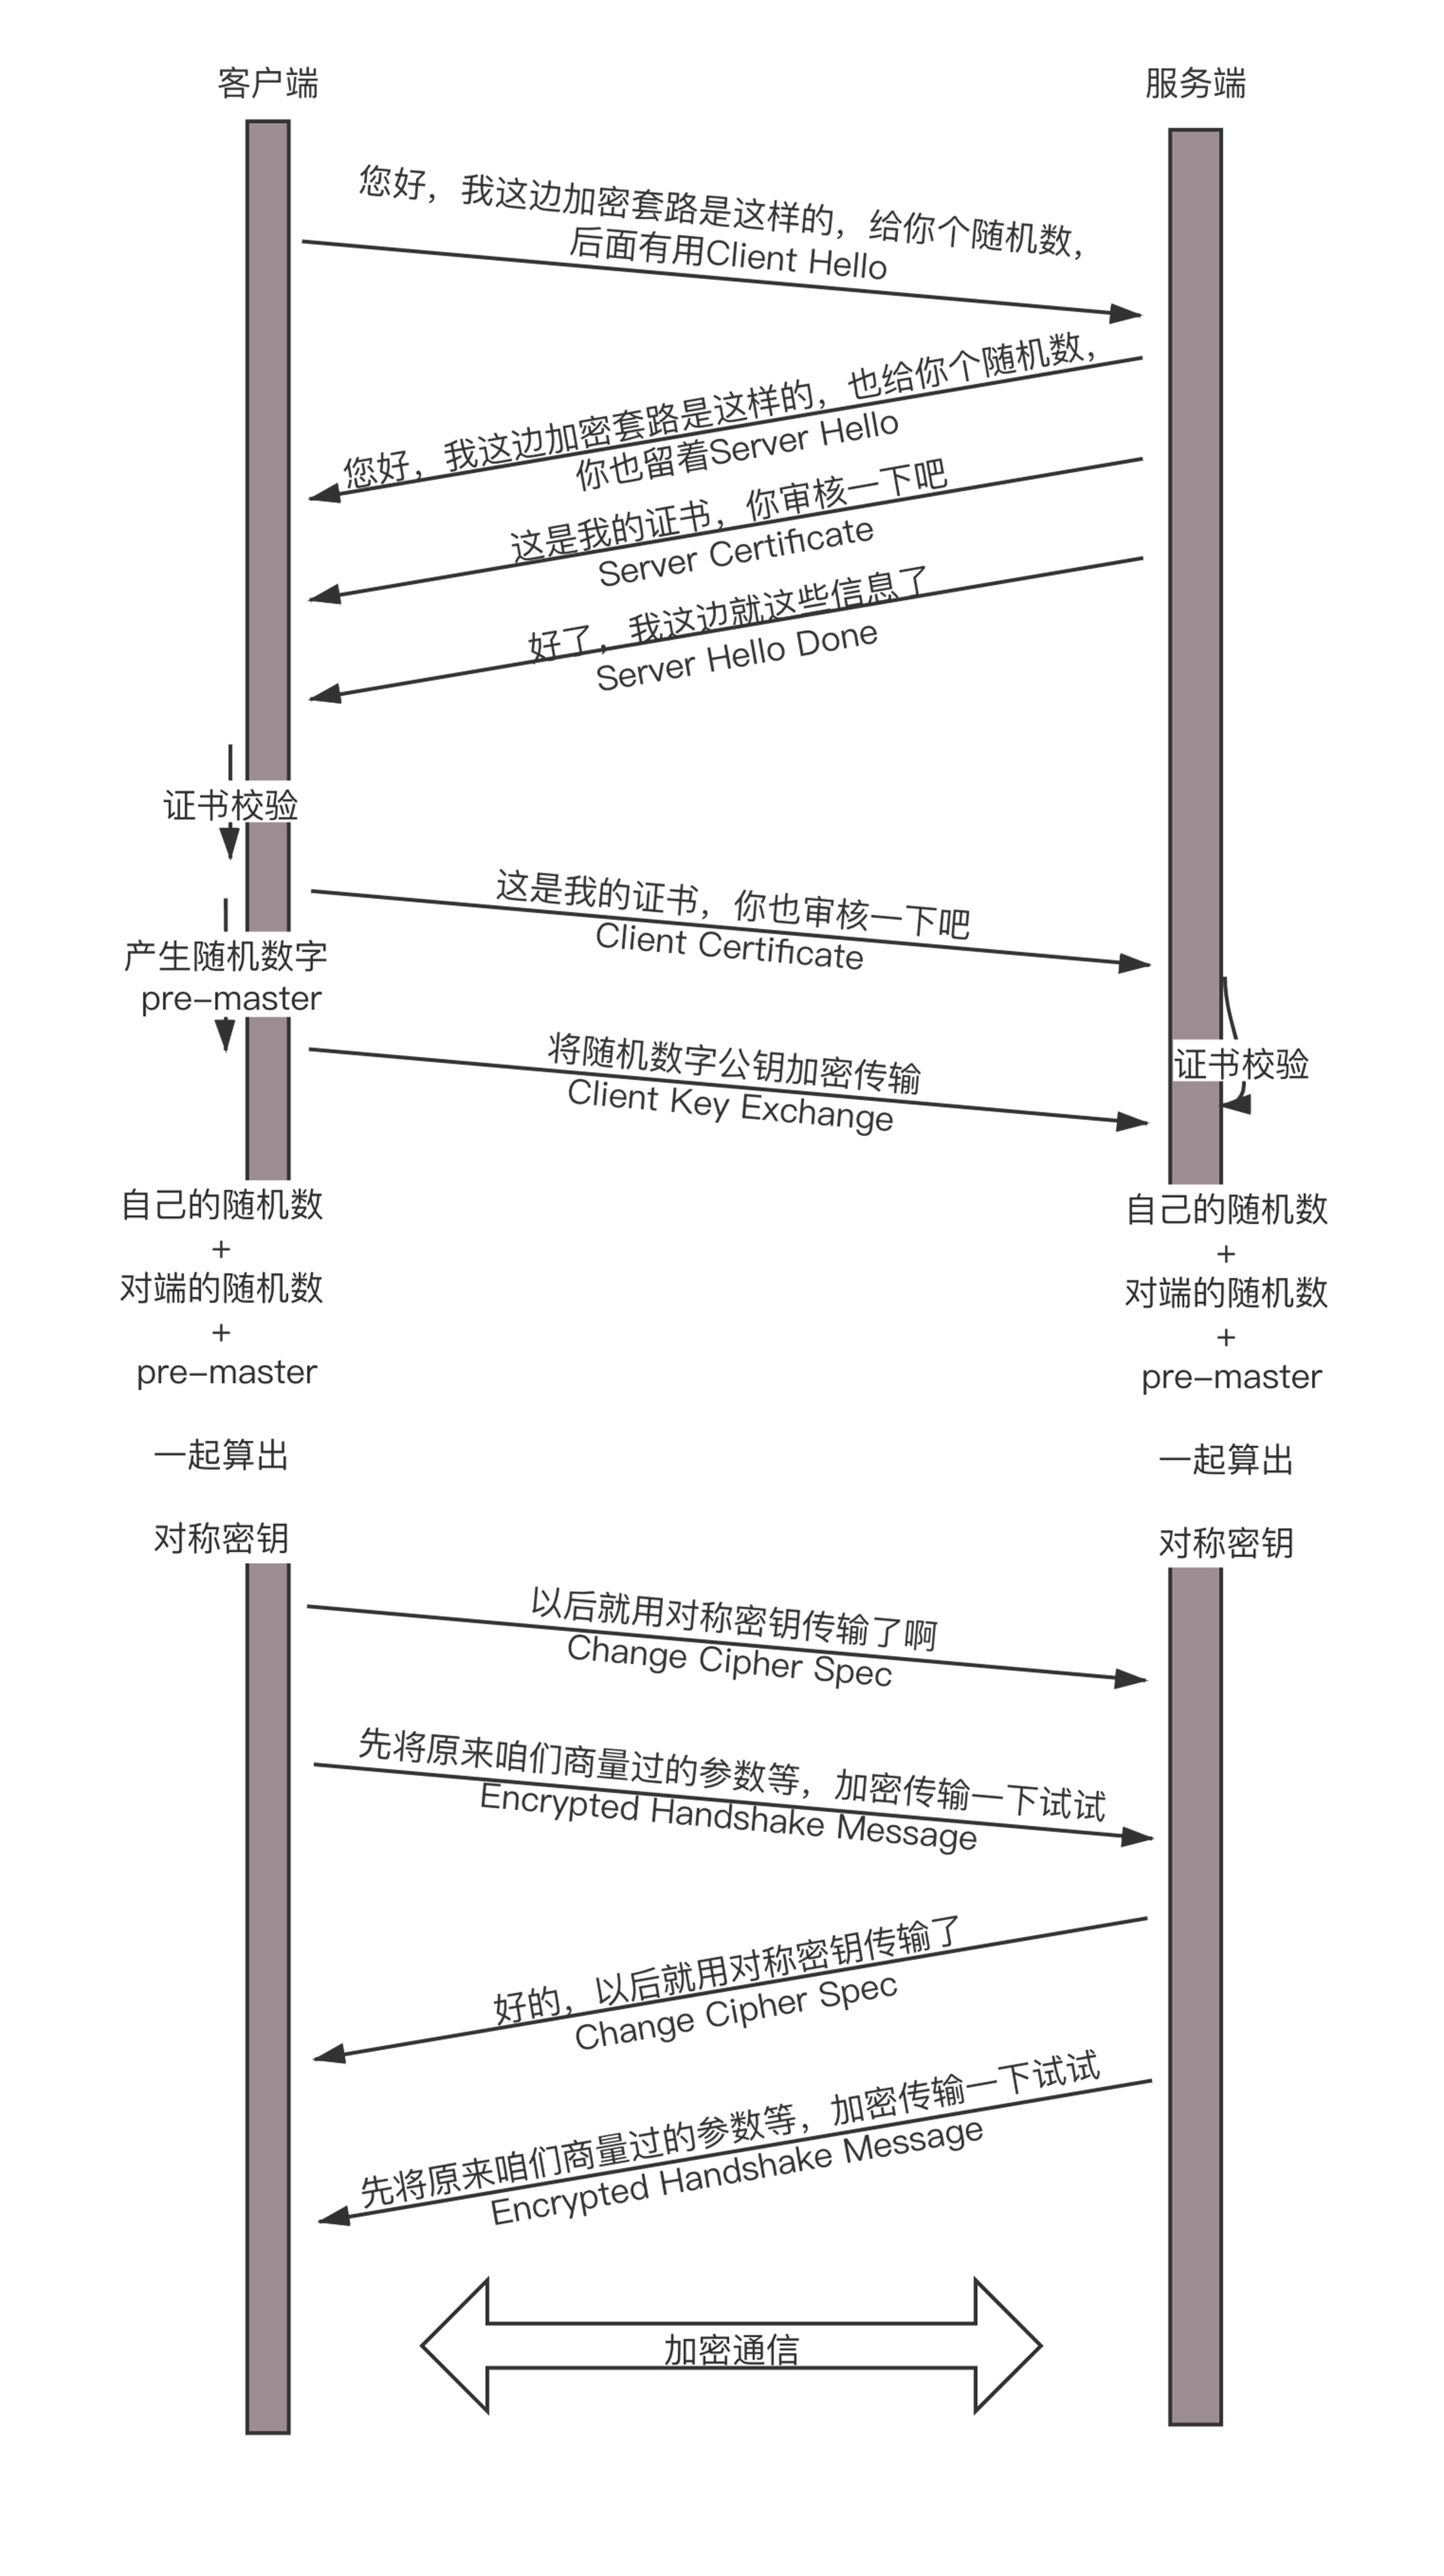 客户端
服务端
您好，我这边加密套路是这样的，给你个随机数，
后面有用Client Hello
您好，我这边加密套路是这样的，也给你个随机数，
你也留着Server Hello
这是我的证书，你审核一下吧
Server Certificate
好了，我这边就这些信息了
Server Hello Done
证书校验
这是我的证书，你也审核一下吧
Client Certificate
产生随机数字
pre-master
证书校验
将随机数字公钥加密传输
Client Key Exchange
自己的随机数
+
对端的随机数
+
pre-master
一起算出
对称密钥
自己的随机数
+
对端的随机数
+
pre-master
一起算出
对称密钥
以后就用对称密钥传输了啊
Change Cipher Spec
先将原来咱们商量过的参数等，加密传输一下试试
Encrypted Handshake Message
好的，以后就用对称密钥传输了
Change Cipher Spec
先将原来咱们商量过的参数等，加密传输一下试试
Encrypted Handshake Message
加密通信